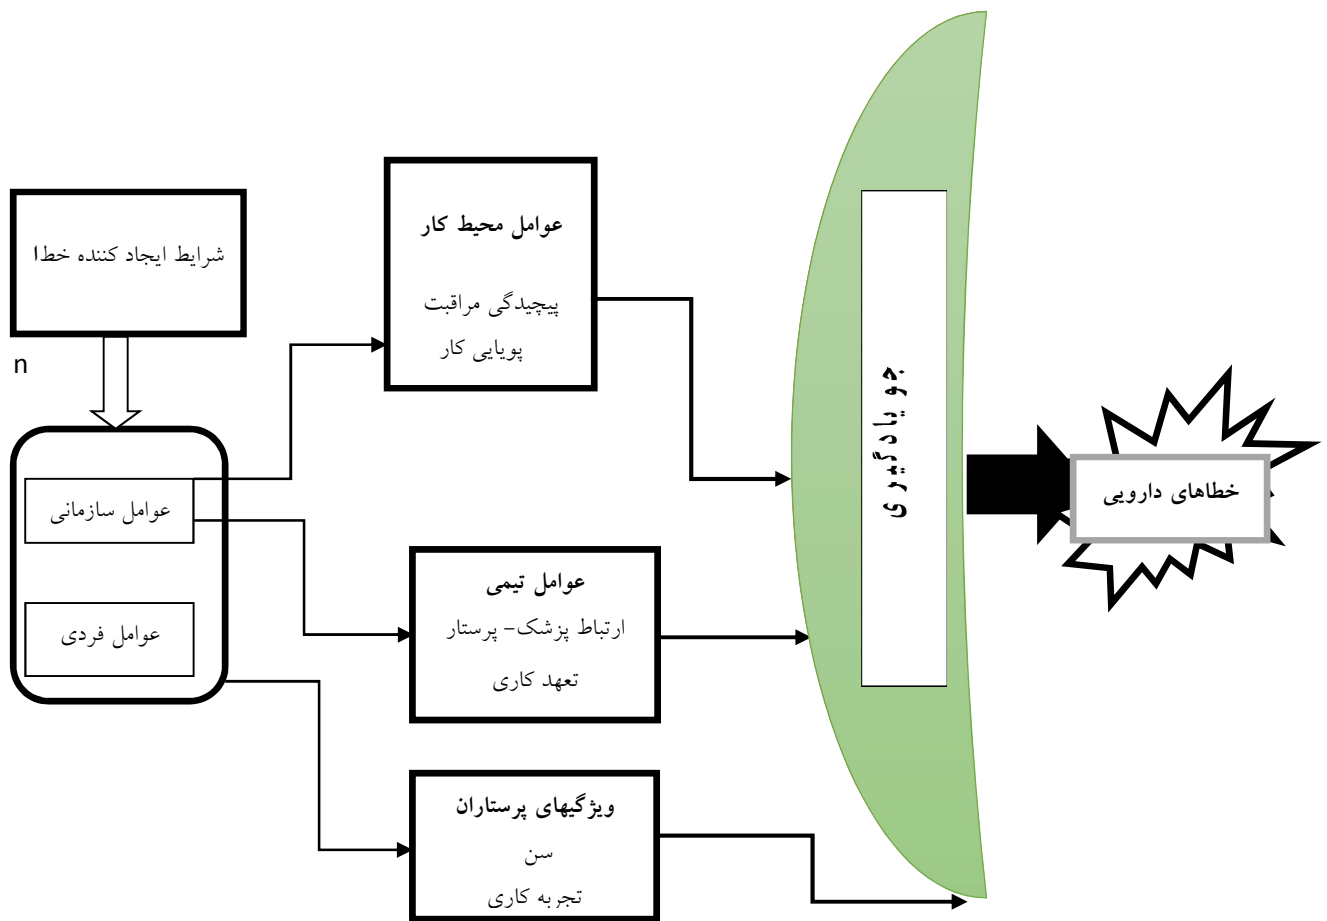 شرایط ایجاد کننده خطا
n
عوامل سازمانی
عوامل فردی
عوامل محیط کار
پیچیدگی مراقبت
پویایی کار
عوامل تیمی
ارتباط پزشک- پرستار
تعهد کاری
ویژگیهای پرستاران
سن
تجربه کاری
جو یادگیری
خطاهای دارویی